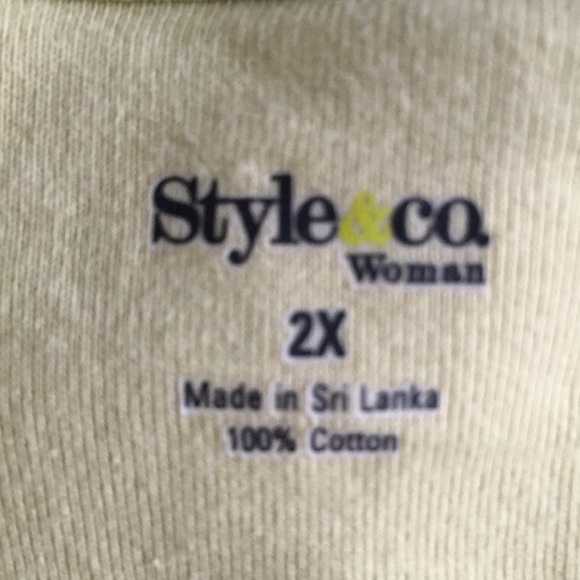 Style&co.
Woman
2X
Made in Sri Lanka
100% Cotton